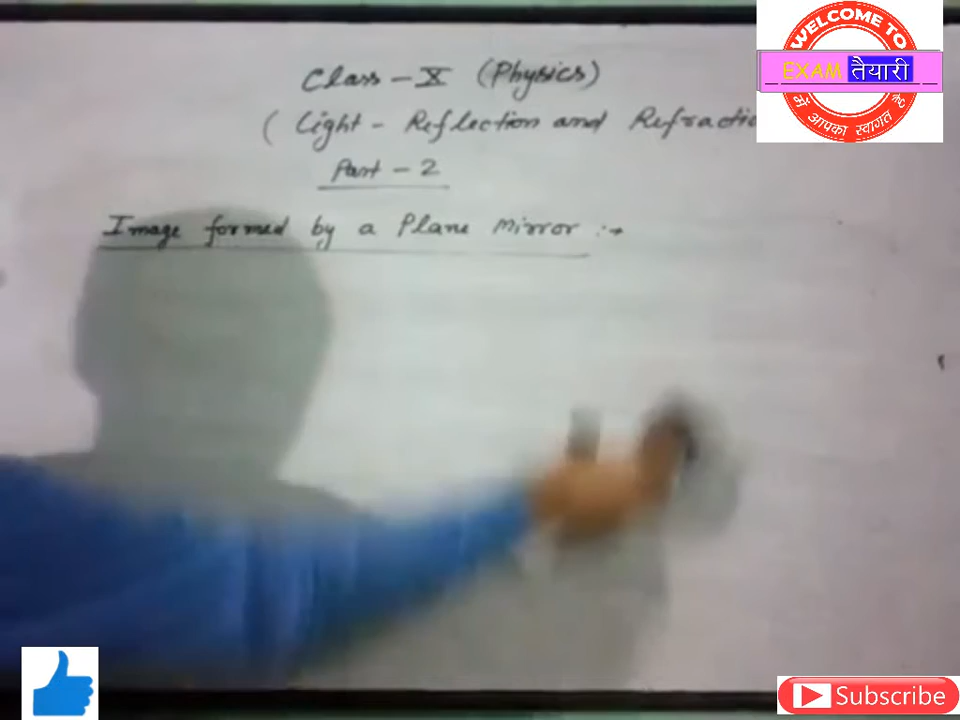 Class - X (Physics)
( Light - Reflection and Refractio
Part - 2
Image formed by a Plane Mirror :→
WELCOME TO
EXAM तैयारी
में आपका स्वागत है
Subscribe